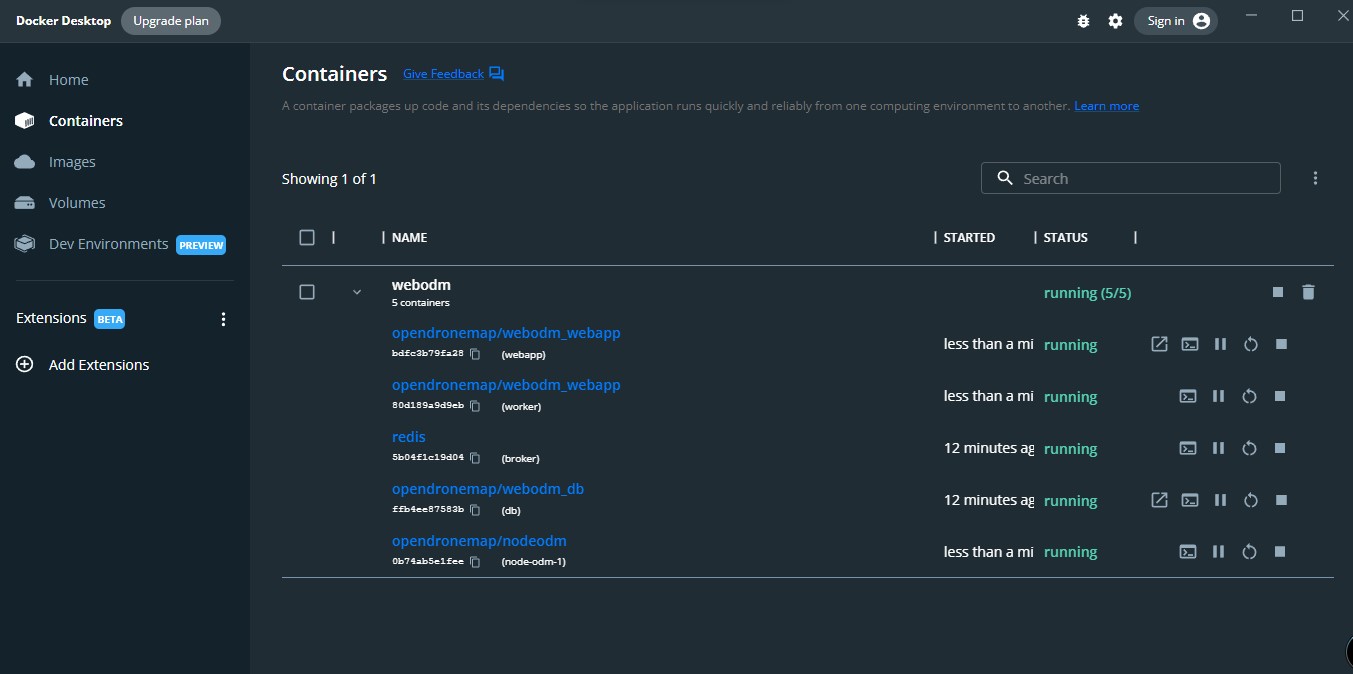 Docker Desktop Upgrade plan Sign in
Home
Containers
Images
Volumes
Dev Environments PREVIEW
Extensions BETA
Add Extensions
Containers Give Feedback
A container packages up code and its dependencies so the application runs quickly and reliably from one computing environment to another. Learn more
Showing 1 of 1 Search
NAME STARTED STATUS
webodm running (5/5)
5 containers
opendronemap/webodm_webapp less than a mi running
bdfc3b79fa28 (webapp)
opendronemap/webodm_webapp less than a mi running
80d189a9d9eb (worker)
redis 12 minutes ag running
5b04f1c19d04 (broker)
opendronemap/webodm_db 12 minutes ag running
ffb4ee87583b (db)
opendronemap/nodeodm less than a mi running
0b74ab5e1fee (node-odm-1)